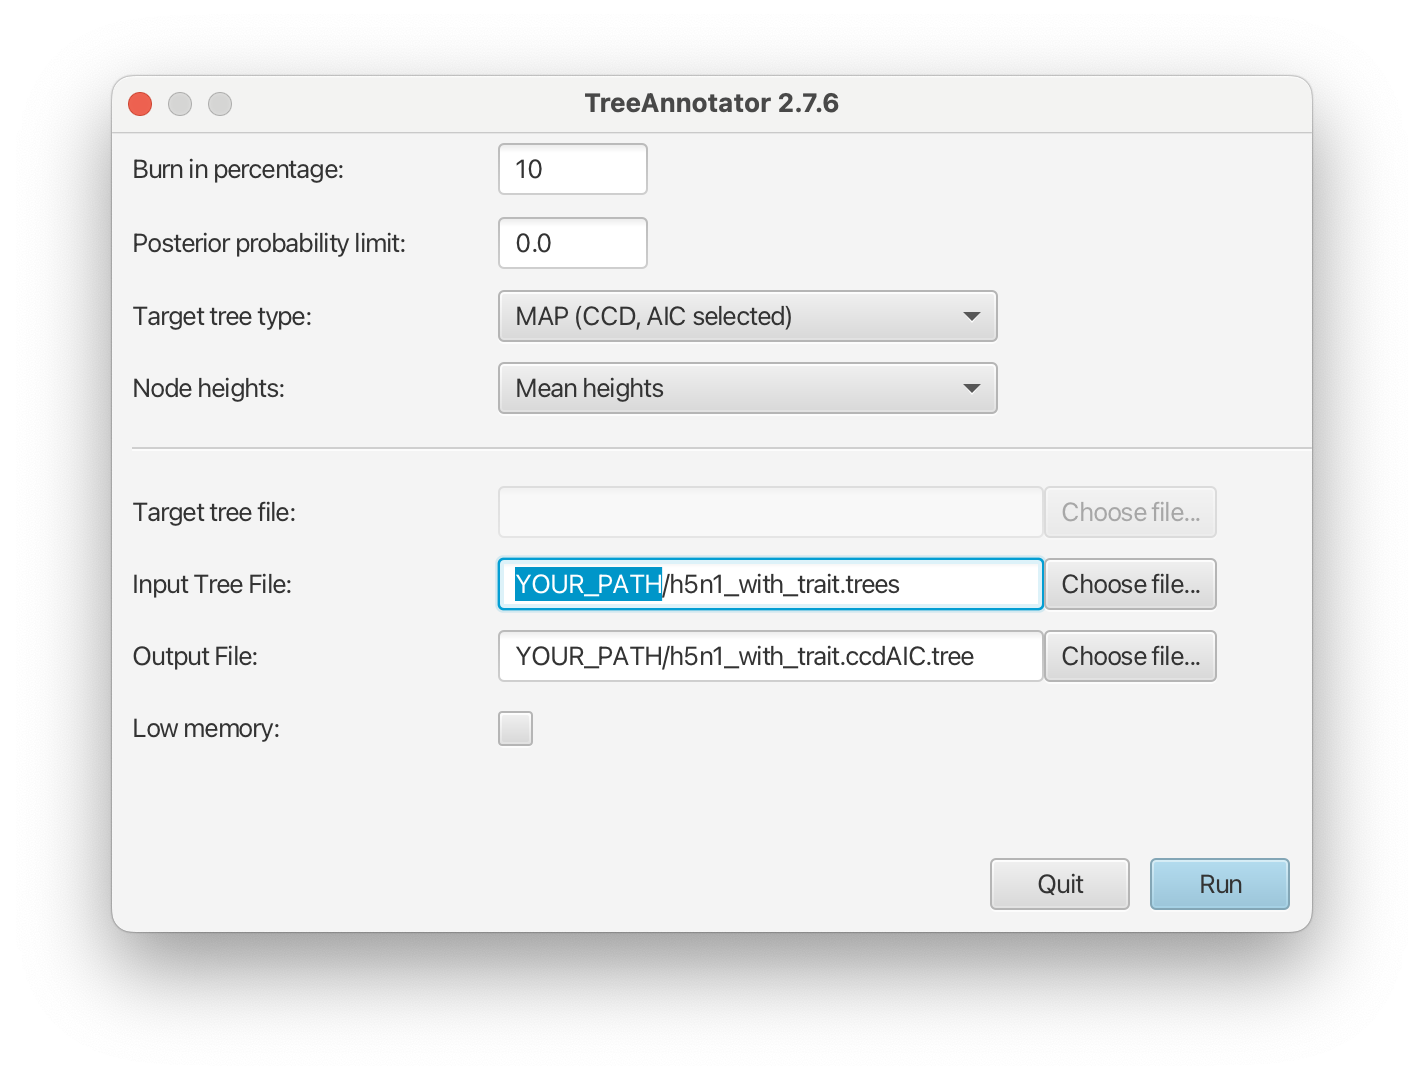 TreeAnnotator 2.7.6
Burn in percentage: 10
Posterior probability limit: 0.0
Target tree type: MAP (CCD, AIC selected)
Node heights: Mean heights
Target tree file: Choose file...
Input Tree File: YOUR_PATH/h5n1_with_trait.trees Choose file...
Output File: YOUR_PATH/h5n1_with_trait.ccdAIC.tree Choose file...
Low memory:
Quit Run